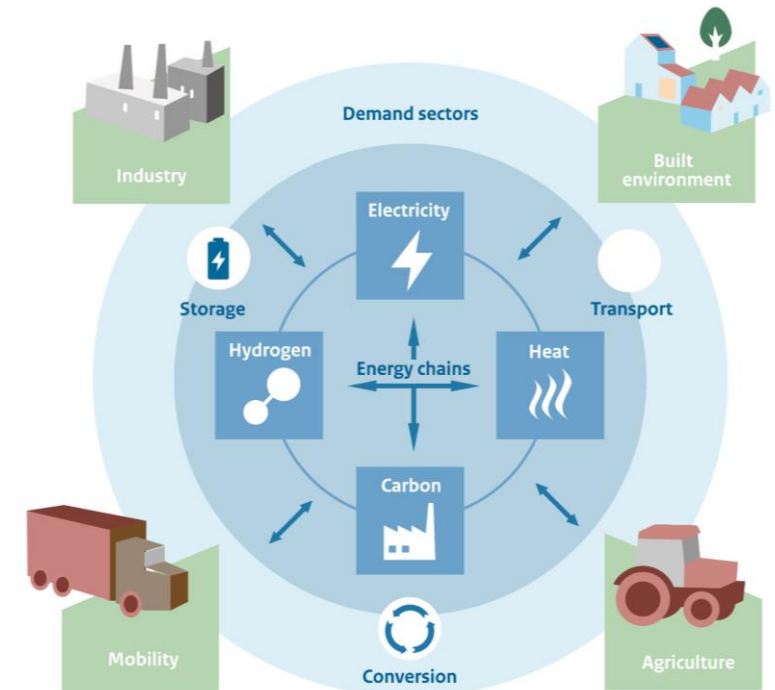 Demand sectors
Industry
Built
environment
Electricity
Storage
Transport
Hydrogen
Energy chains
Heat
Carbon
Mobility
Conversion
Agriculture